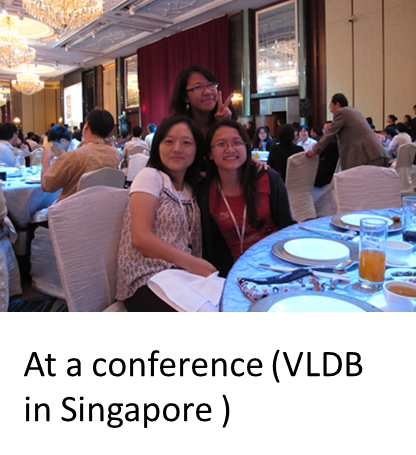 At a conference (VLDB
in Singapore )